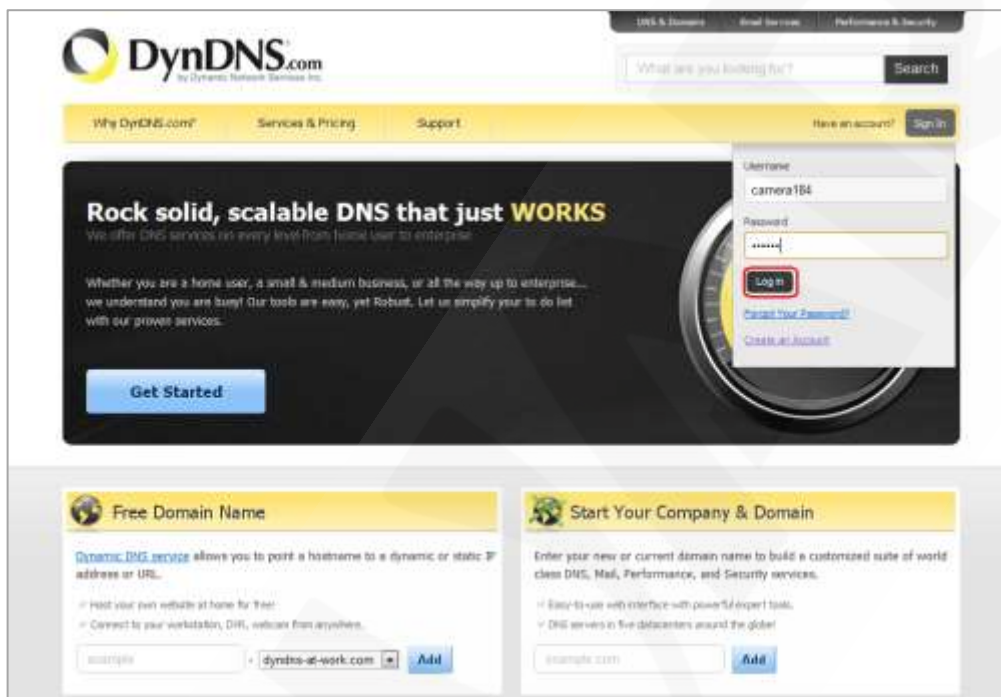 DNS & Domains Email Services Performance & Security
DynDNS.com
by Dynamic Network Services Inc.
What are you looking for? Search
Why DynDNS.com? Services & Pricing Support Have an account? Sign In
Username
camera184
Password
Log in
Forgot Your Password?
Create an Account
Rock solid, scalable DNS that just WORKS
We offer DNS services on every level from home user to enterprise
Whether you are a home user, a small & medium business, or all the way up to enterprise...
we understand you are busy! Our tools are easy, yet Robust. Let us simplify your to do list
with our proven services.
Get Started
Free Domain Name
Dynamic DNS service allows you to point a hostname to a dynamic or static IP
address or URL.
Host your own website at home for free!
Connect to your workstation, DVR, webcam from anywhere.
example . dyndns-at-work.com Add
Start Your Company & Domain
Enter your new or current domain name to build a customized suite of world
class DNS, Mail, Performance, and Security services.
Easy-to-use web interface with powerful expert tools.
DNS servers in five datacenters around the globe!
example.com Add